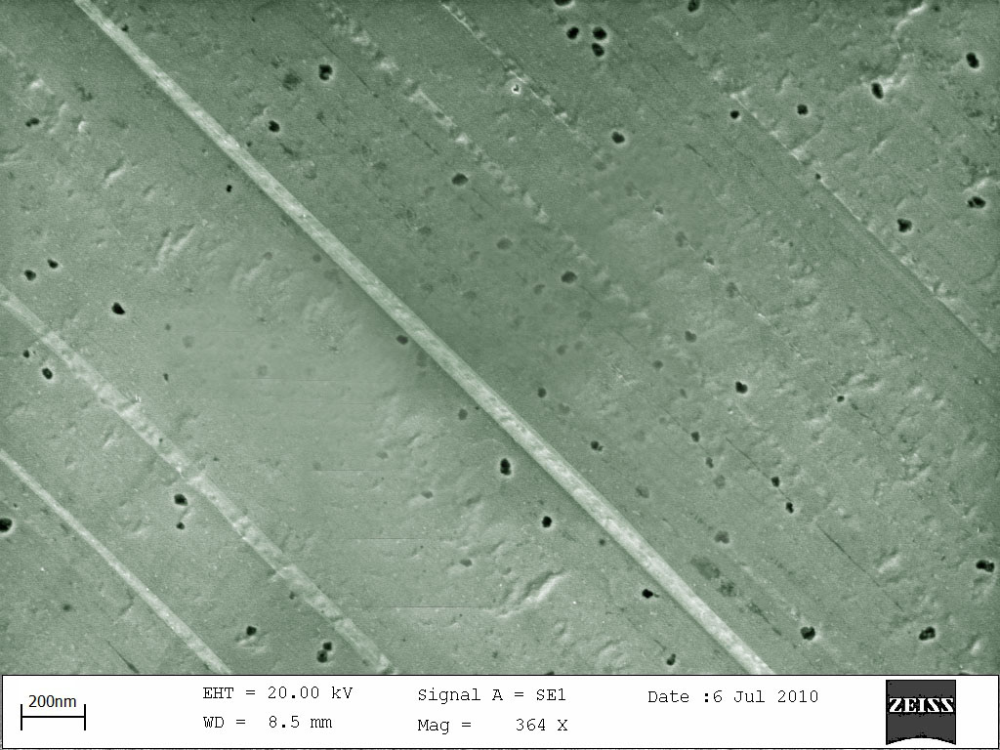 200nm
EHT = 20.00 kV
WD = 8.5 mm
Signal A = SE1
Mag = 364 X
Date :6 Jul 2010
ZEISS